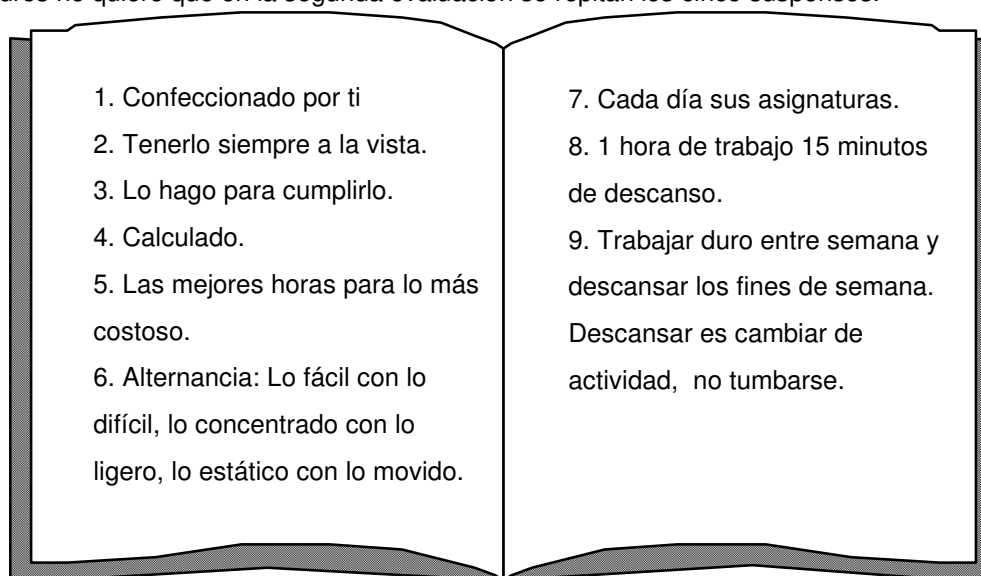 no quiero que en la segunda evaluación se repitan los cinco suspensos.
1. Confeccionado por ti
2. Tenerlo siempre a la vista.
3. Lo hago para cumplirlo.
4. Calculado.
5. Las mejores horas para lo más
costoso.
6. Alternancia: Lo fácil con lo
difícil, lo concentrado con lo
ligero, lo estático con lo movido.
7. Cada día sus asignaturas.
8. 1 hora de trabajo 15 minutos
de descanso.
9. Trabajar duro entre semana y
descansar los fines de semana.
Descansar es cambiar de
actividad, no tumbarse.